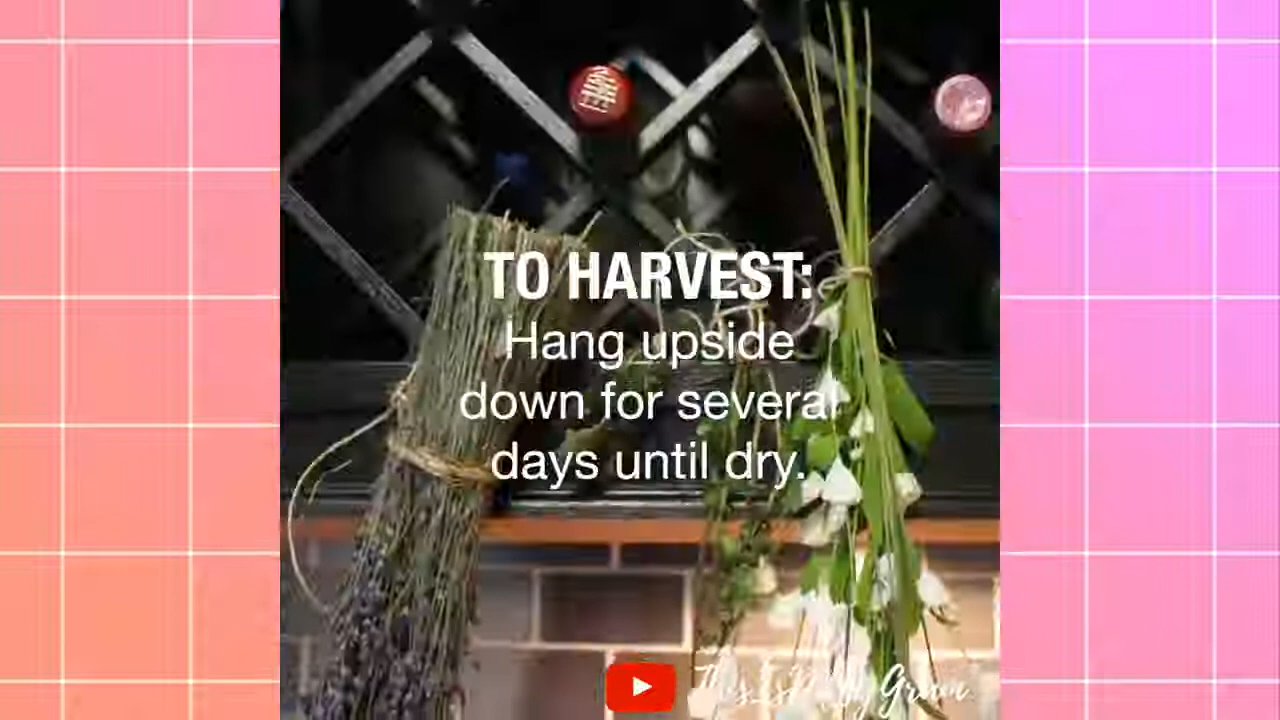 TO HARVEST:
Hang upside
down for several
days until dry.